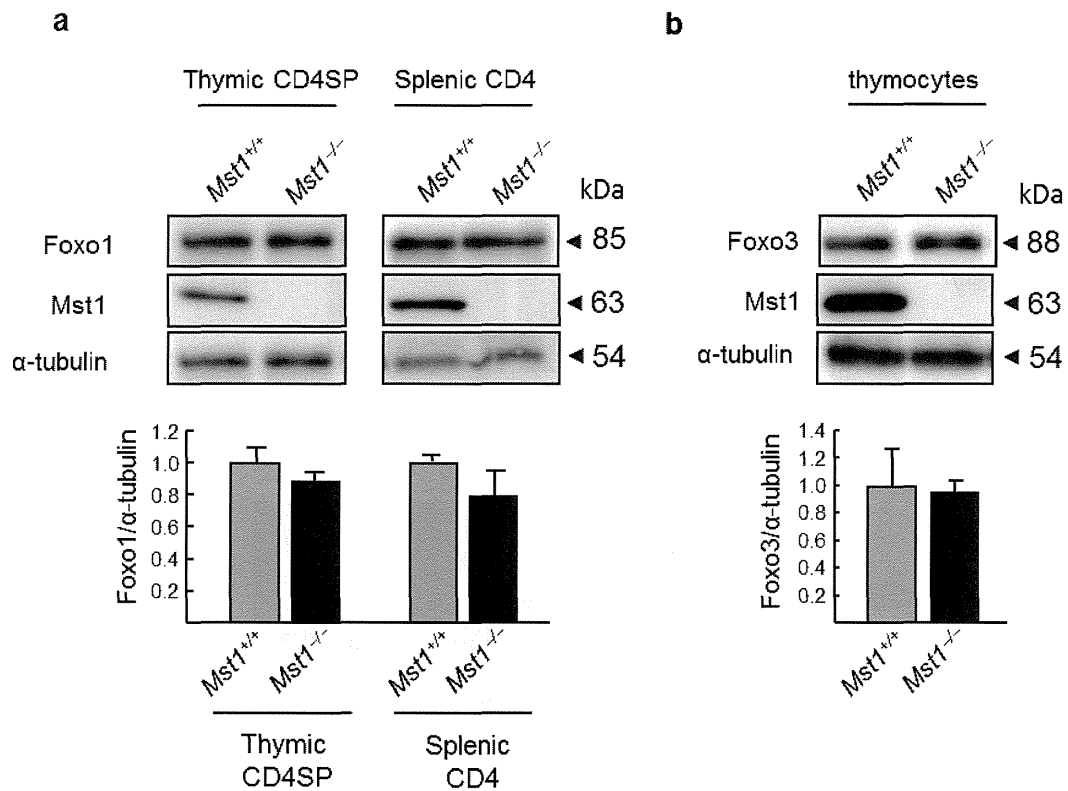 a
Thymic CD4SP
Splenic CD4
Mst1+/+
Mst1−/−
Mst1+/+
Mst1−/−
kDa
Foxo1
85
Mst1
63
α-tubulin
54
Foxo1/α-tubulin
1.2
1.0
0.8
0.6
0.4
0.2
Mst1+/+
Mst1−/−
Mst1+/+
Mst1−/−
Thymic
CD4SP
Splenic
CD4
b
thymocytes
Mst1+/+
Mst1−/−
kDa
Foxo3
88
Mst1
63
α-tubulin
54
Foxo3/α-tubulin
1.4
1.2
1.0
0.8
0.6
0.4
0.2
Mst1+/+
Mst1−/−